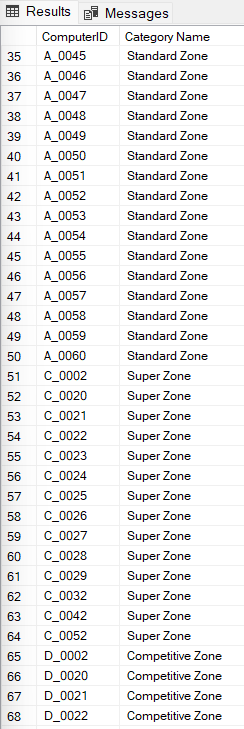 Results Messages
ComputerID Category Name
35 A_0045 Standard Zone
36 A_0046 Standard Zone
37 A_0047 Standard Zone
38 A_0048 Standard Zone
39 A_0049 Standard Zone
40 A_0050 Standard Zone
41 A_0051 Standard Zone
42 A_0052 Standard Zone
43 A_0053 Standard Zone
44 A_0054 Standard Zone
45 A_0055 Standard Zone
46 A_0056 Standard Zone
47 A_0057 Standard Zone
48 A_0058 Standard Zone
49 A_0059 Standard Zone
50 A_0060 Standard Zone
51 C_0002 Super Zone
52 C_0020 Super Zone
53 C_0021 Super Zone
54 C_0022 Super Zone
55 C_0023 Super Zone
56 C_0024 Super Zone
57 C_0025 Super Zone
58 C_0026 Super Zone
59 C_0027 Super Zone
60 C_0028 Super Zone
61 C_0029 Super Zone
62 C_0032 Super Zone
63 C_0042 Super Zone
64 C_0052 Super Zone
65 D_0002 Competitive Zone
66 D_0020 Competitive Zone
67 D_0021 Competitive Zone
68 D_0022 Competitive Zone